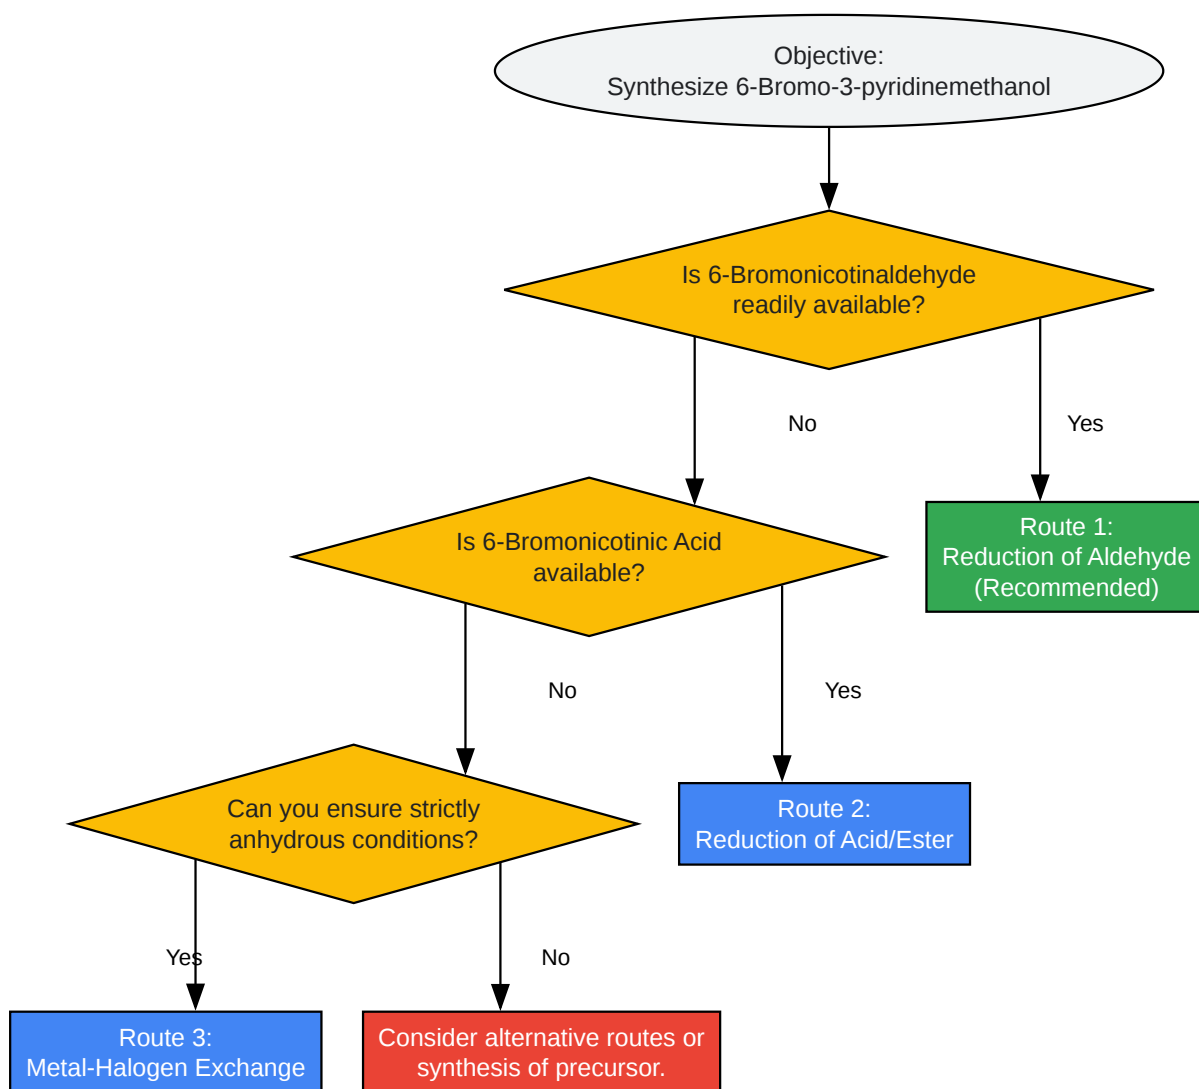 Objective:
Synthesize 6-Bromo-3-pyridinemethanol
Is 6-Bromonicotinaldehyde
readily available?
No
Yes
Route 1:
Reduction of Aldehyde
(Recommended)
Is 6-Bromonicotinic Acid
available?
No
Yes
Route 2:
Reduction of Acid/Ester
Can you ensure strictly
anhydrous conditions?
Yes
No
Route 3:
Metal-Halogen Exchange
Consider alternative routes or
synthesis of precursor.